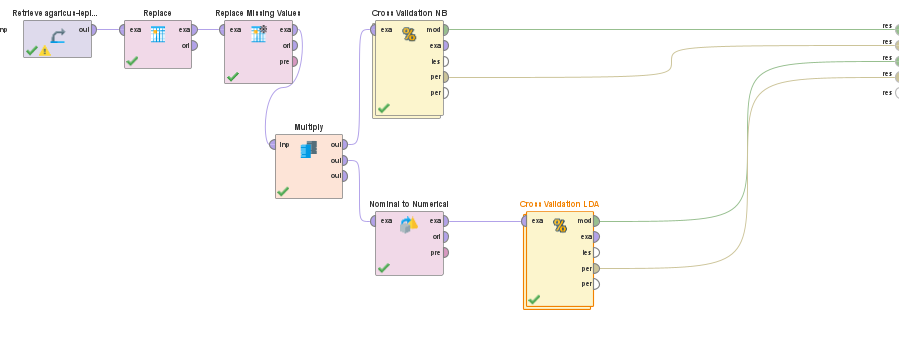 Retrieve agaricus-lepi...
Replace
Replace Missing Values
Cross Validation NB
inp
out
exa
exa
ori
exa
exa
ori
pre
exa
mod
exa
tes
per
per
res
res
res
res
res
Multiply
inp
out
out
out
Nominal to Numerical
exa
exa
ori
pre
Cross Validation LDA
exa
mod
exa
tes
per
per